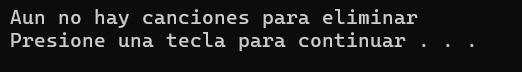 Aun no hay canciones para eliminar
Presione una tecla para continuar . . .